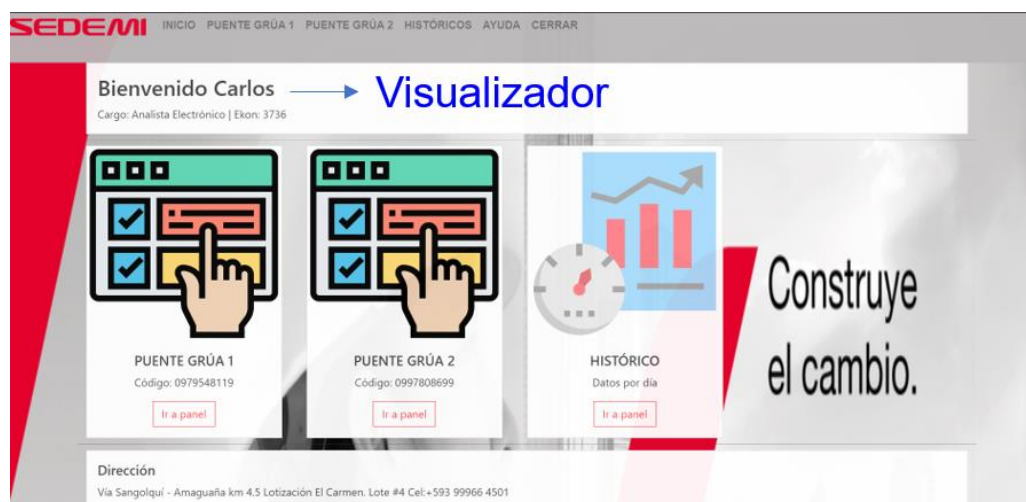 SEDEMI
INICIO PUENTE GRÚA 1 PUENTE GRÚA 2 HISTÓRICOS AYUDA CERRAR
Bienvenido Carlos
Visualizador
Cargo: Analista Electrónico | Ekon: 3736
PUENTE GRÚA 1
Código: 0979548119
Ir a panel
PUENTE GRÚA 2
Código: 0997808699
Ir a panel
HISTÓRICO
Datos por día
Ir a panel
Construye
el cambio.
Dirección
Vía Sangolquí - Amaguaña km 4.5 Lotización El Carmen. Lote #4 Cel:+593 99966 4501